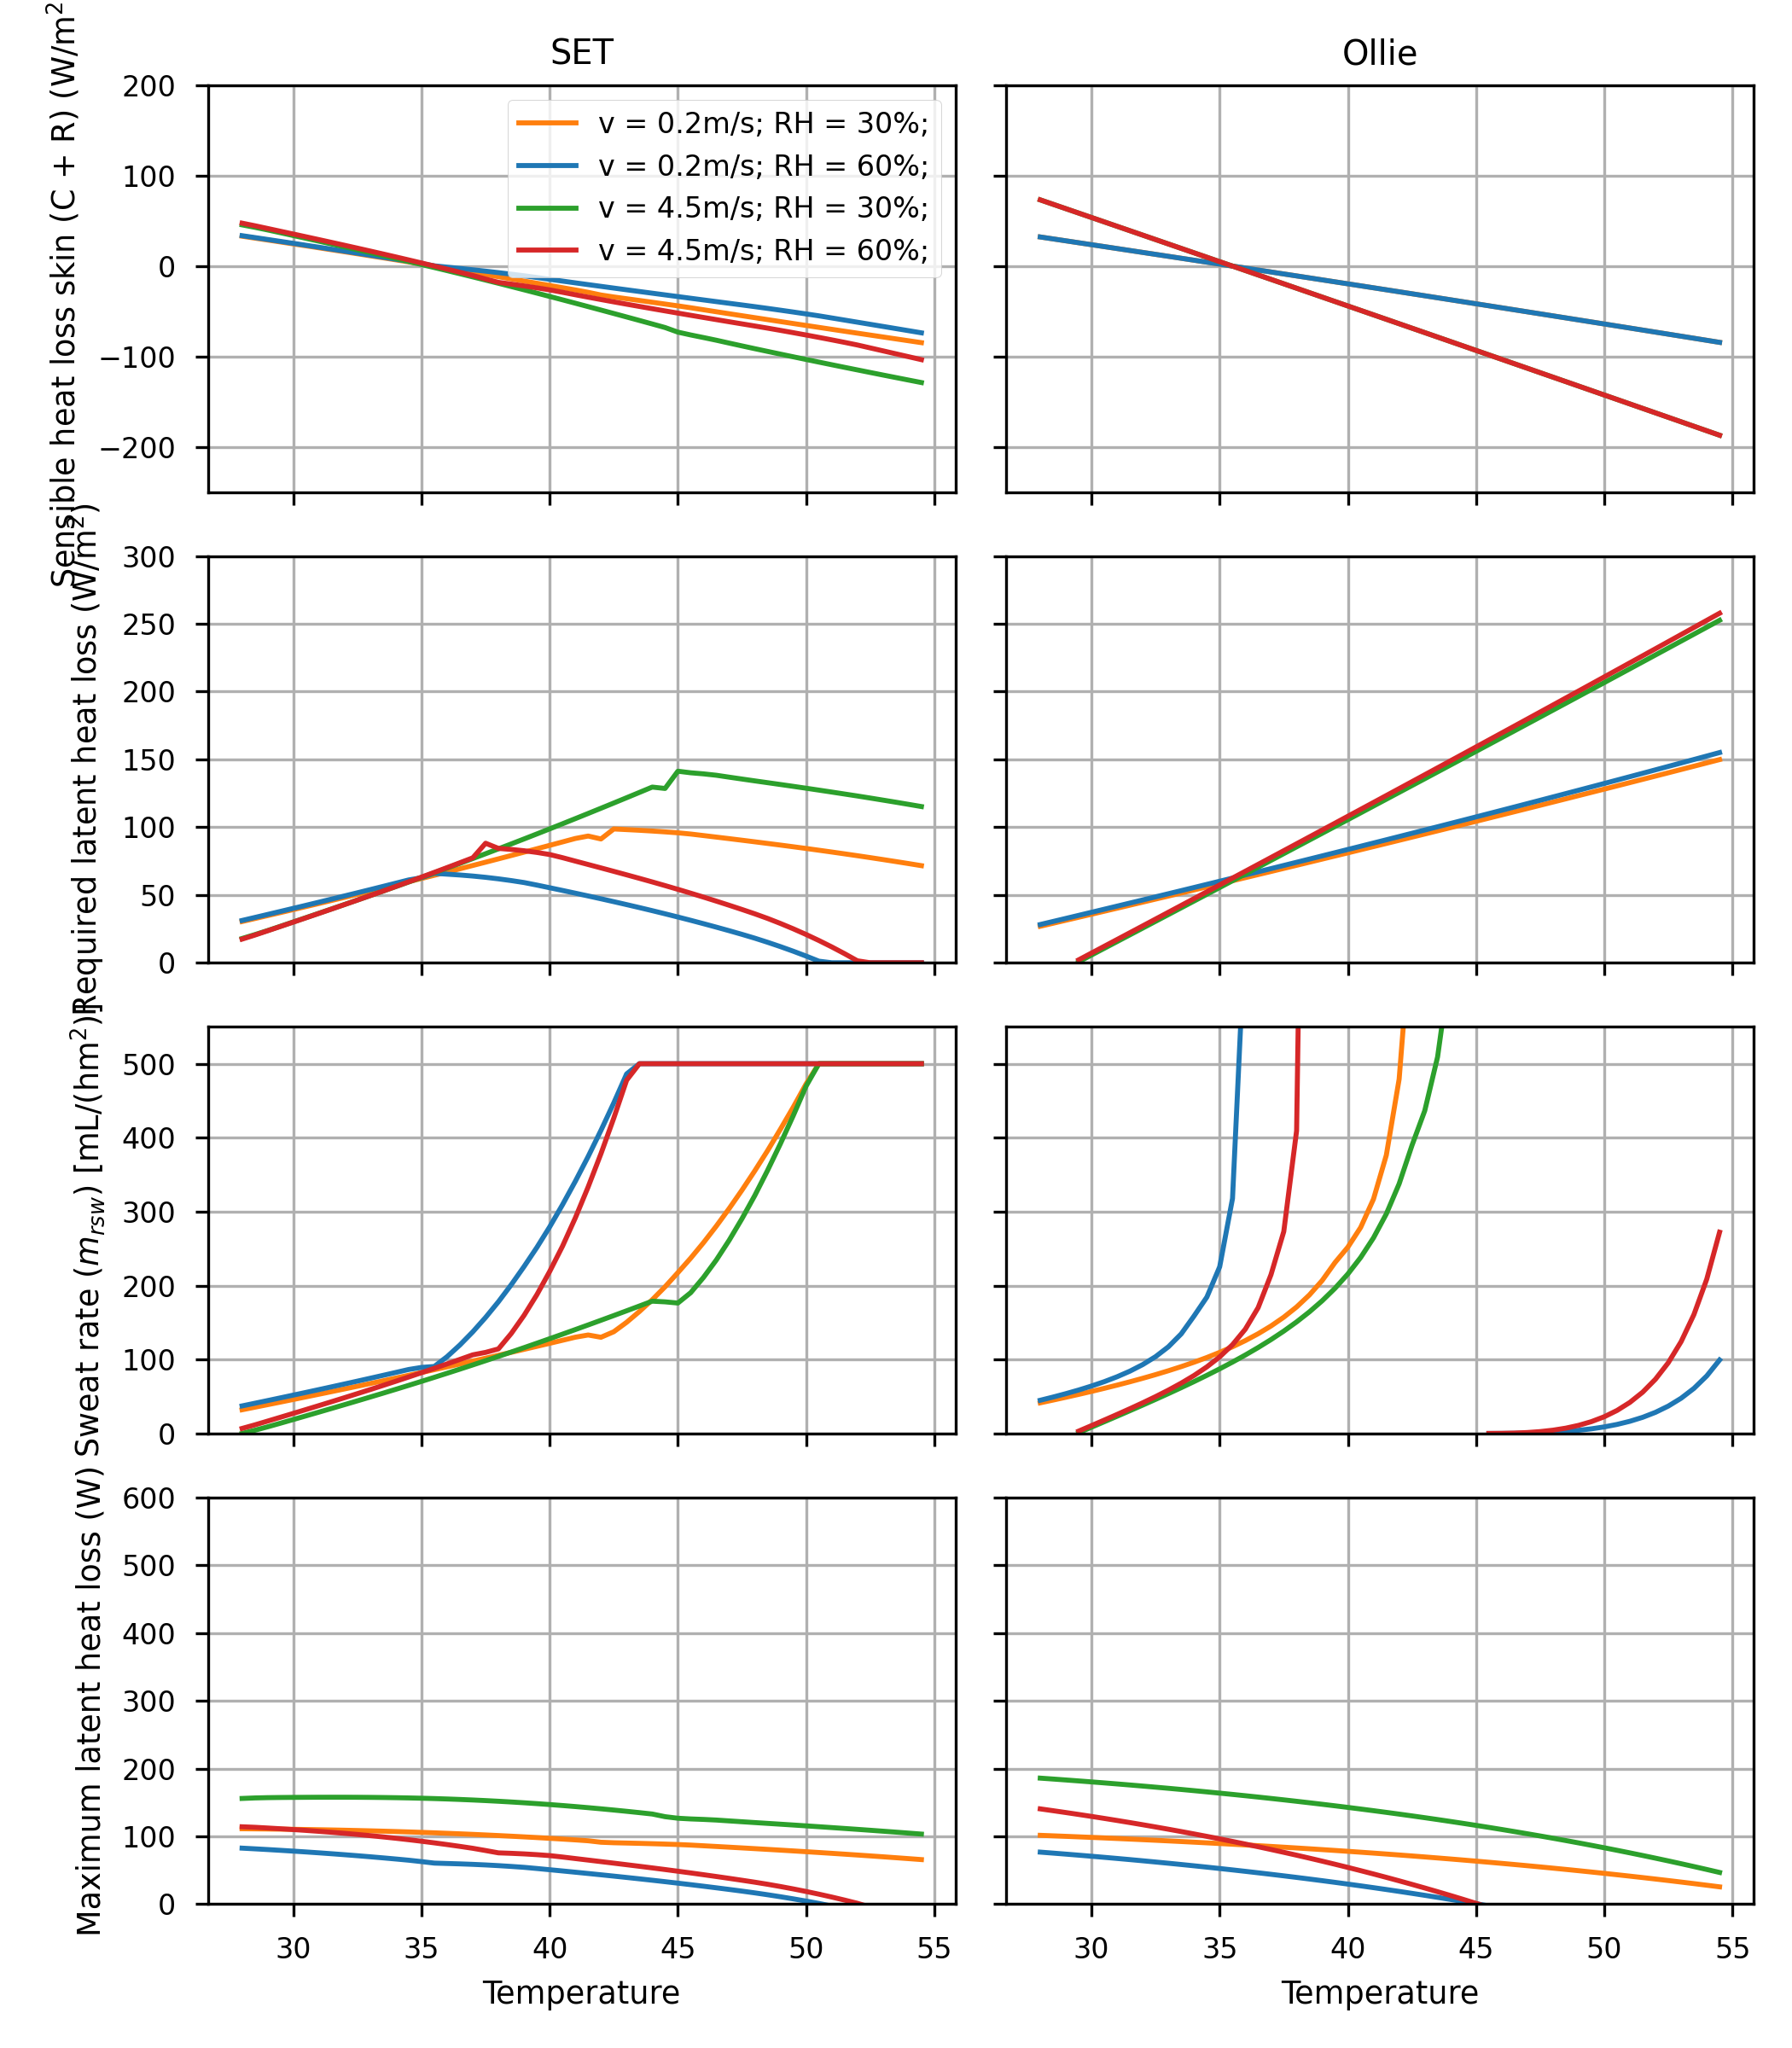 SET
Ollie
Sensible heat loss skin (C + R) (W/m²
200
100
0
−100
−200
v = 0.2m/s; RH = 30%;
v = 0.2m/s; RH = 60%;
v = 4.5m/s; RH = 30%;
v = 4.5m/s; RH = 60%;
Required latent heat loss (W/m²)
300
250
200
150
100
50
0
Sweat rate (m_rsw) [mL/(hm²)]
500
400
300
200
100
0
Maximum latent heat loss (W)
600
500
400
300
200
100
0
30 35 40 45 50 55
30 35 40 45 50 55
Temperature
Temperature